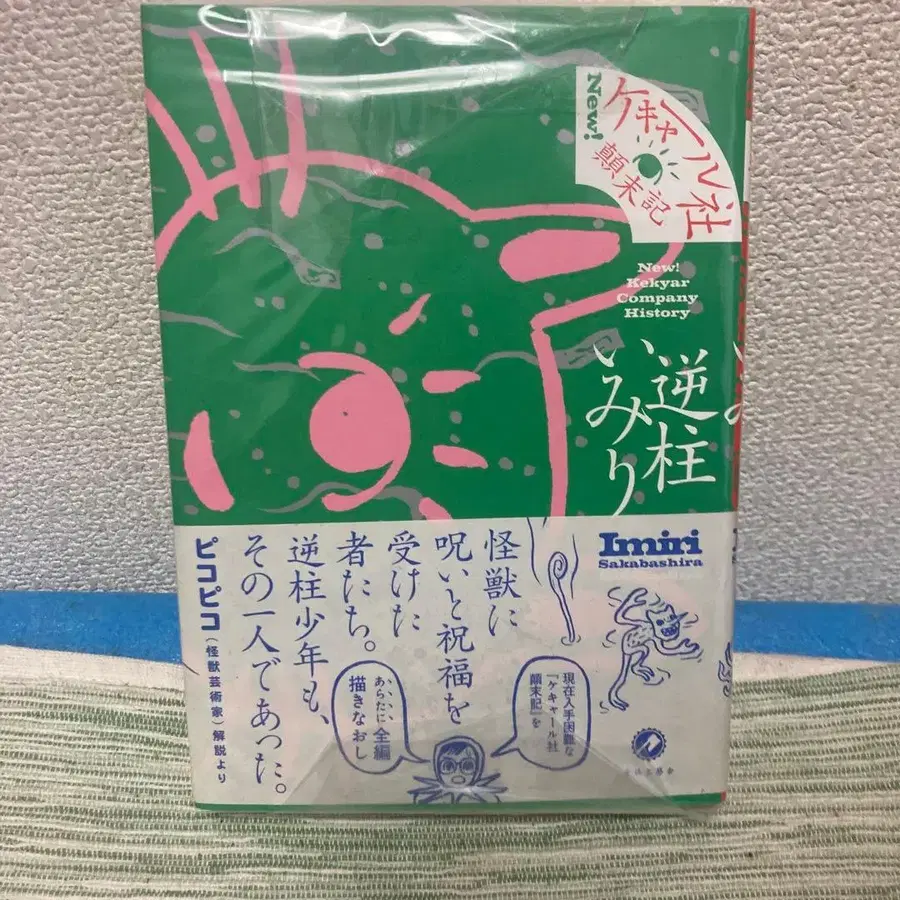 New!
ケキャール社
顛末記
New!
Kekyar
Company
History
逆柱
いみり
Imiri
Sakabashira
怪獣に
呪いと祝福を
受けた
者たち。
逆柱少年も、
その一人であった。
ピコピコ(怪獣芸術家)解説より
現在入手困難な
『ケキャール社
顛末記』を
あらたに全編
描きなおし